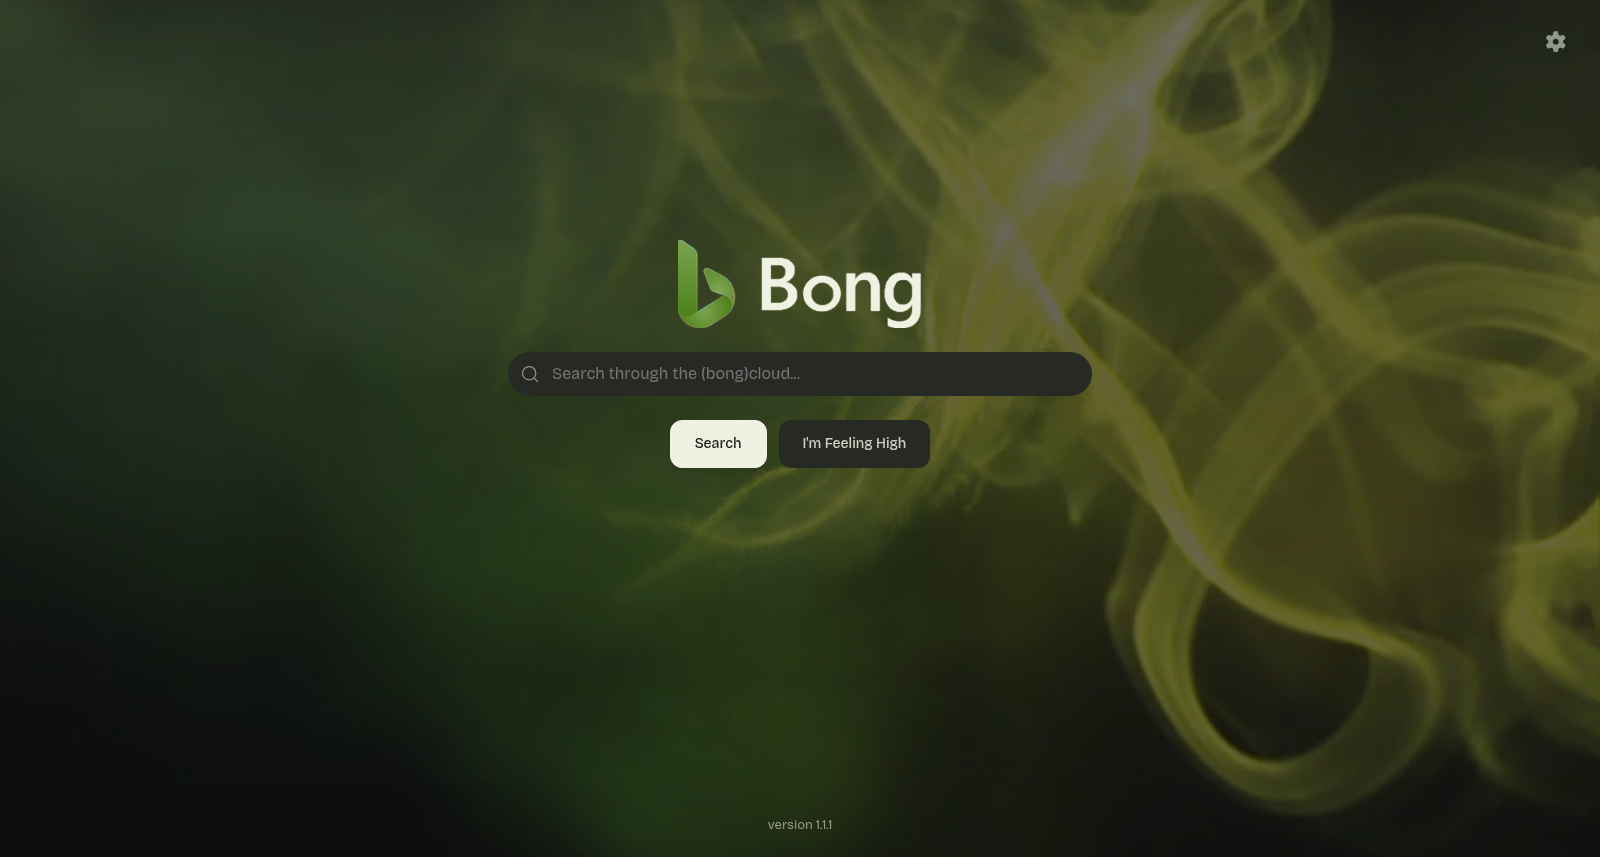 Bong
Search through the (bong)cloud...
Search
I'm Feeling High
version 1.1.1